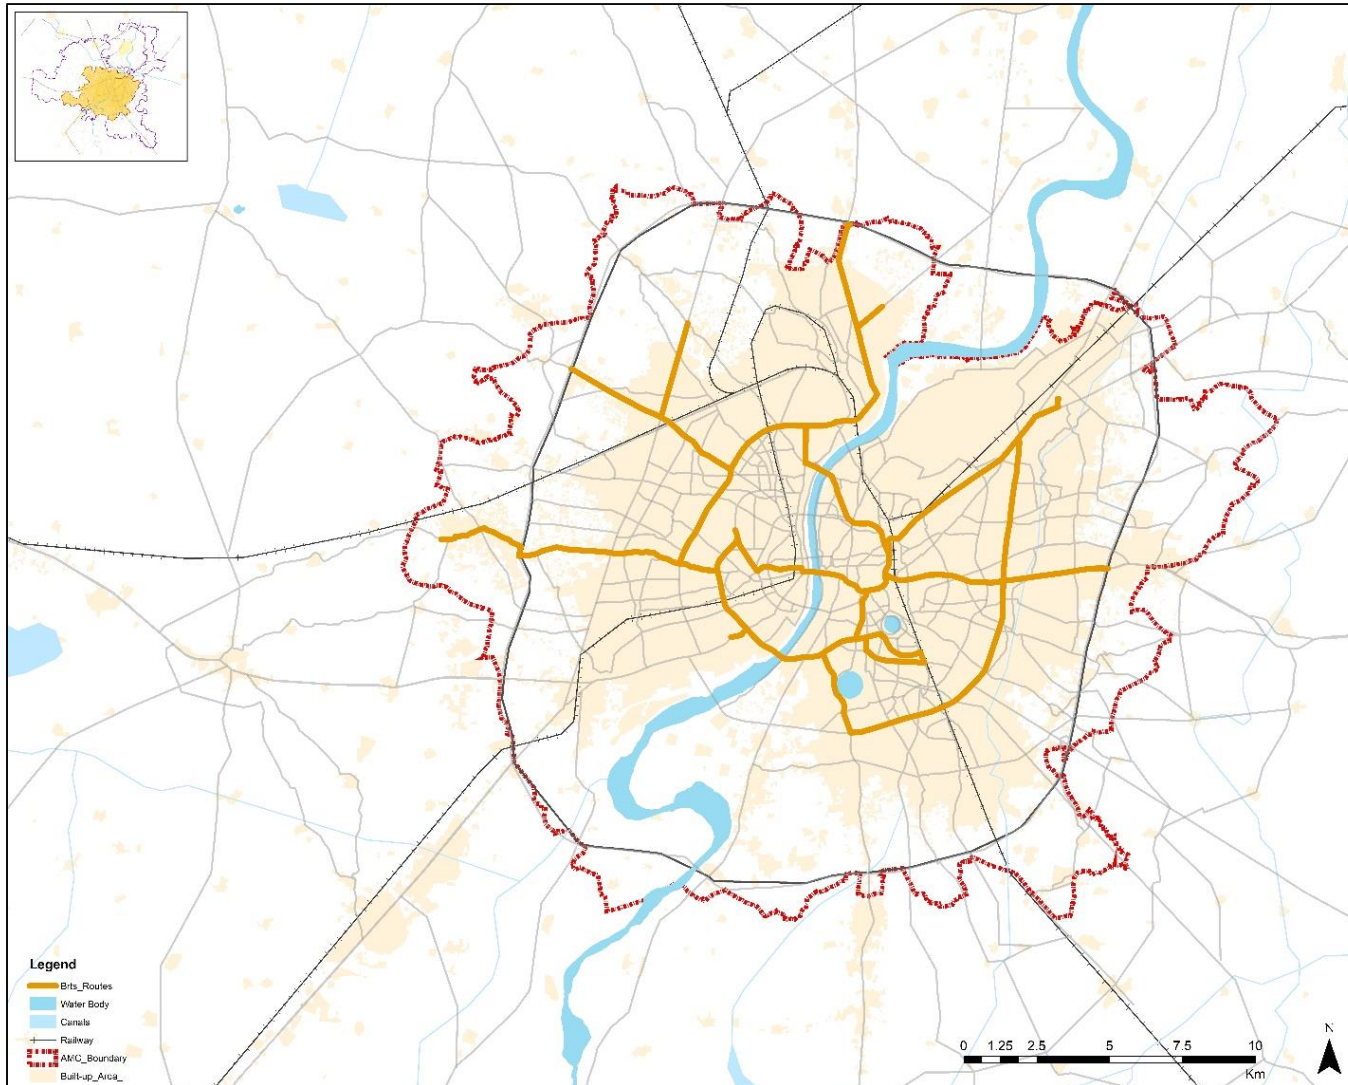 Legend
Brts_Routes
Water Body
Canals
Railway
AMC_Boundary
Built-up_Area_
N
0 1.25 2.5 5 7.5 10
Km